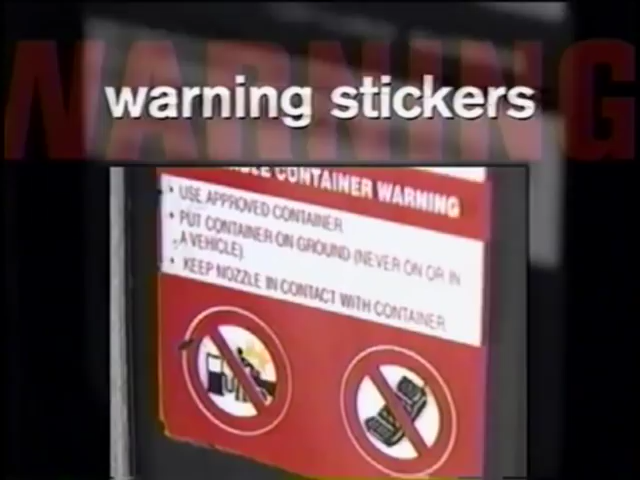 WARNING
warning stickers
CONTAINER WARNING
• USE APPROVED CONTAINER.
• PUT CONTAINER ON GROUND (NEVER ON OR IN
A VEHICLE).
• KEEP NOZZLE IN CONTACT WITH CONTAINER.